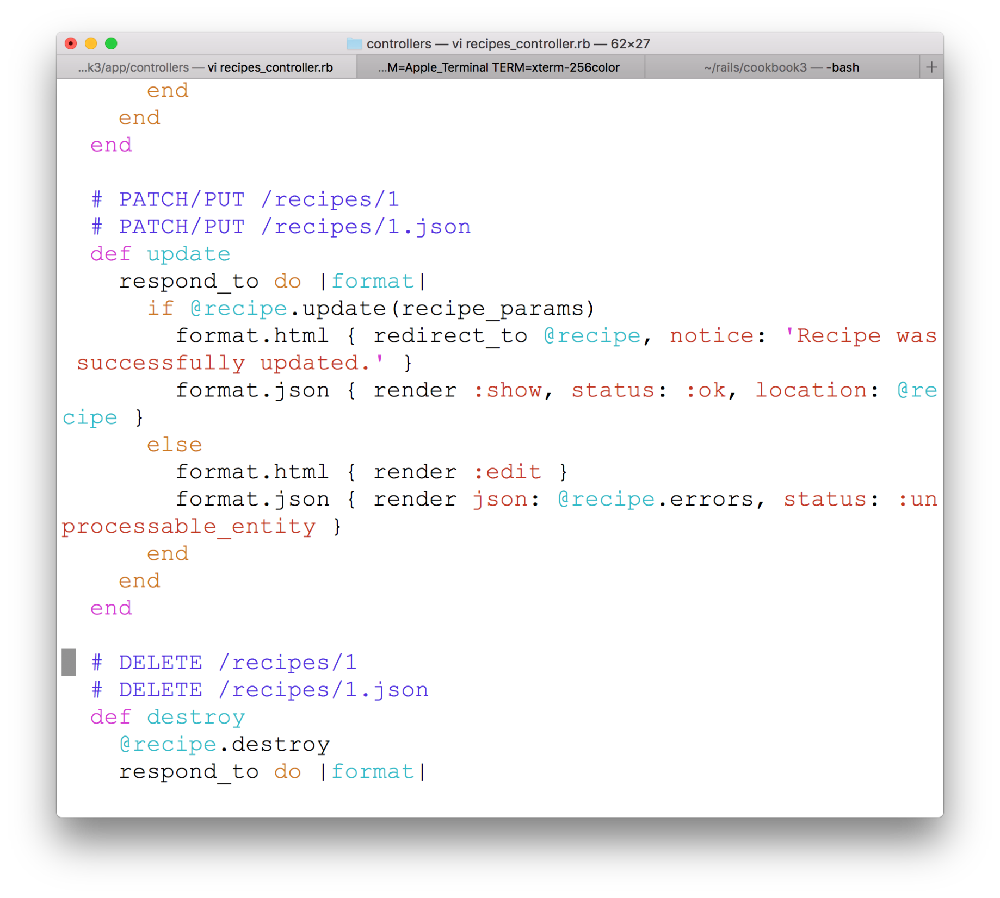 controllers — vi recipes_controller.rb — 62×27
...k3/app/controllers — vi recipes_controller.rb
...M=Apple_Terminal TERM=xterm-256color
~/rails/cookbook3 — -bash
+
      end
    end
  end

  # PATCH/PUT /recipes/1
  # PATCH/PUT /recipes/1.json
  def update
    respond_to do |format|
      if @recipe.update(recipe_params)
        format.html { redirect_to @recipe, notice: 'Recipe was
 successfully updated.' }
        format.json { render :show, status: :ok, location: @re
cipe }
      else
        format.html { render :edit }
        format.json { render json: @recipe.errors, status: :un
processable_entity }
      end
    end
  end

  # DELETE /recipes/1
  # DELETE /recipes/1.json
  def destroy
    @recipe.destroy
    respond_to do |format|